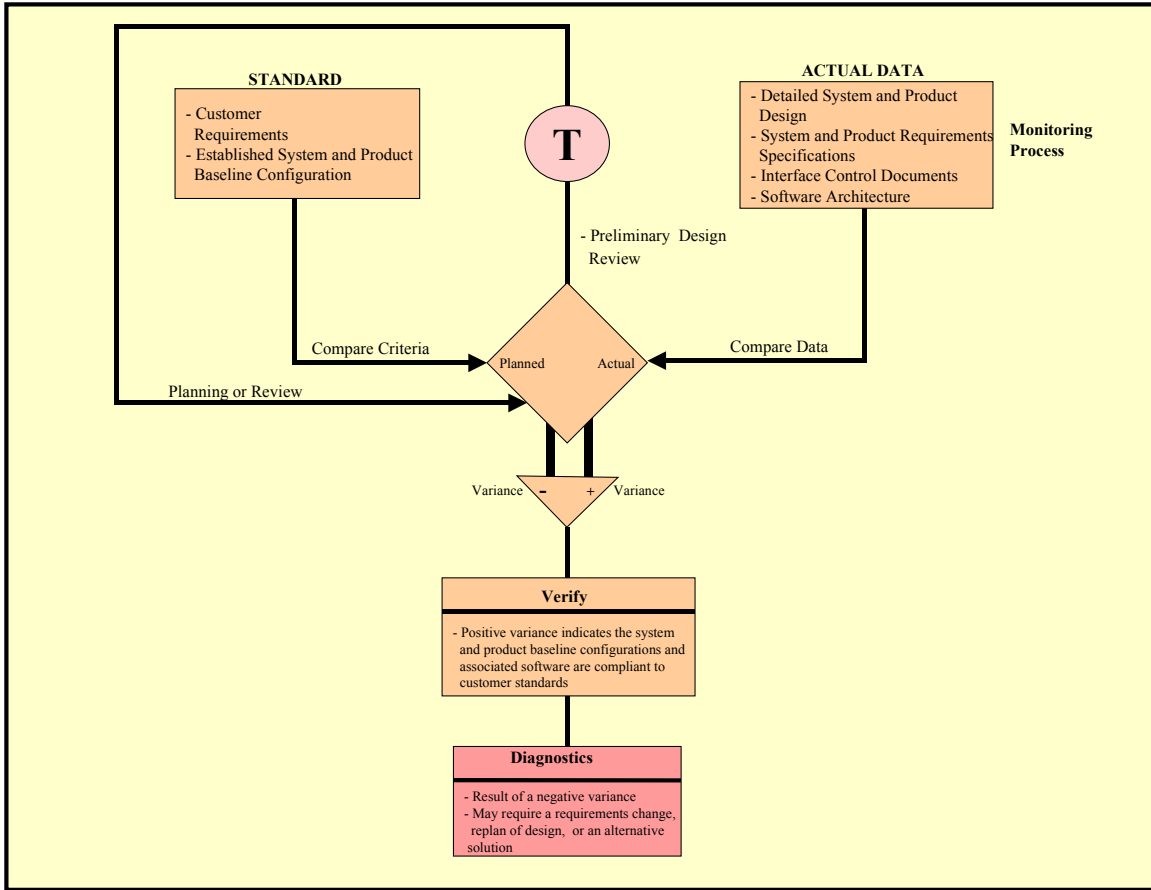 STANDARD
- Customer
Requirements
- Established System and Product
Baseline Configuration
T
ACTUAL DATA
- Detailed System and Product
Design
- System and Product Requirements
Specifications
- Interface Control Documents
- Software Architecture
Monitoring
Process
- Preliminary Design
Review
Compare Criteria
Planned
Actual
Compare Data
Planning or Review
Variance
-
+
Variance
Verify
- Positive variance indicates the system
and product baseline configurations and
associated software are compliant to
customer standards
Diagnostics
- Result of a negative variance
- May require a requirements change,
replan of design, or an alternative
solution